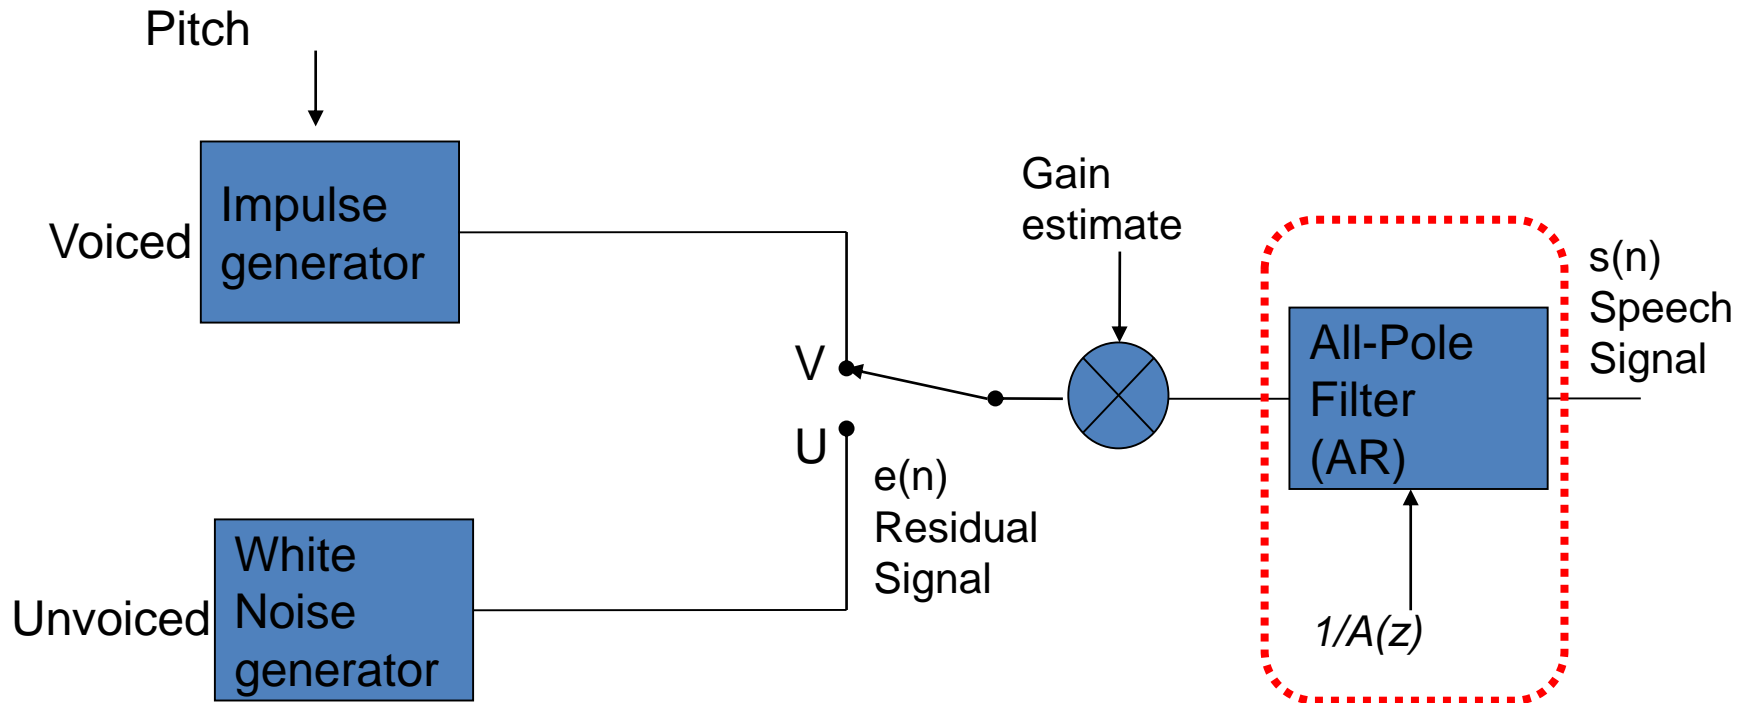 Pitch
Voiced
Impulse
generator
Gain
estimate
V
U
e(n)
Residual
Signal
All-Pole
Filter
(AR)
1/A(z)
s(n)
Speech
Signal
Unvoiced
White
Noise
generator